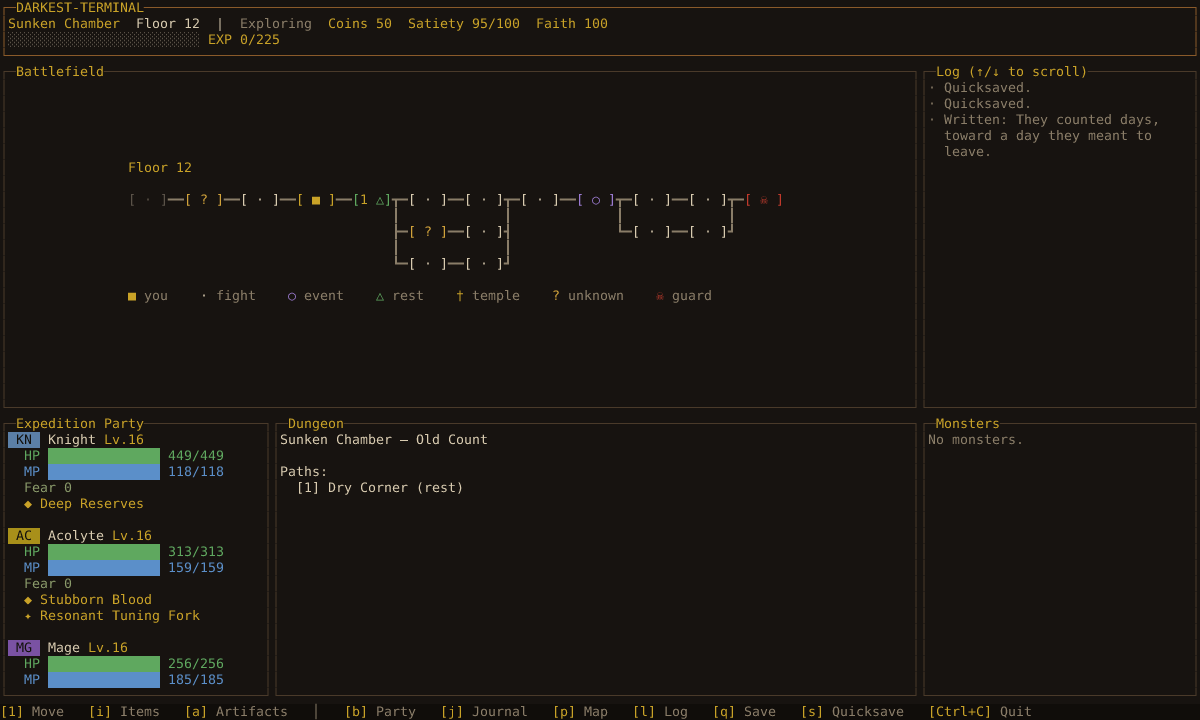 DARKEST-TERMINAL
Sunken Chamber  Floor 12  |  Exploring  Coins 50  Satiety 95/100  Faith 100
EXP 0/225
Battlefield
Floor 12
[ · ]──[ ? ]──[ · ]──[ ■ ]──[1 △]┬─[ · ]──[ · ]┬─[ · ]──[ ○ ]┬─[ · ]──[ · ]┬─[ ☠ ]
├─[ ? ]──[ · ]┤ └─[ · ]──[ · ]┘
└─[ · ]──[ · ]┘
■ you  · fight  ○ event  △ rest  † temple  ? unknown  ☠ guard
Log (↑/↓ to scroll)
· Quicksaved.
· Quicksaved.
· Written: They counted days,
toward a day they meant to
leave.
Expedition Party
KN Knight Lv.16
HP 449/449
MP 118/118
Fear 0
◆ Deep Reserves
AC Acolyte Lv.16
HP 313/313
MP 159/159
Fear 0
◆ Stubborn Blood
✦ Resonant Tuning Fork
MG Mage Lv.16
HP 256/256
MP 185/185
Dungeon
Sunken Chamber — Old Count
Paths:
[1] Dry Corner (rest)
Monsters
No monsters.
[1] Move  [i] Items  [a] Artifacts  │  [b] Party  [j] Journal  [p] Map  [l] Log  [q] Save  [s] Quicksave  [Ctrl+C] Quit